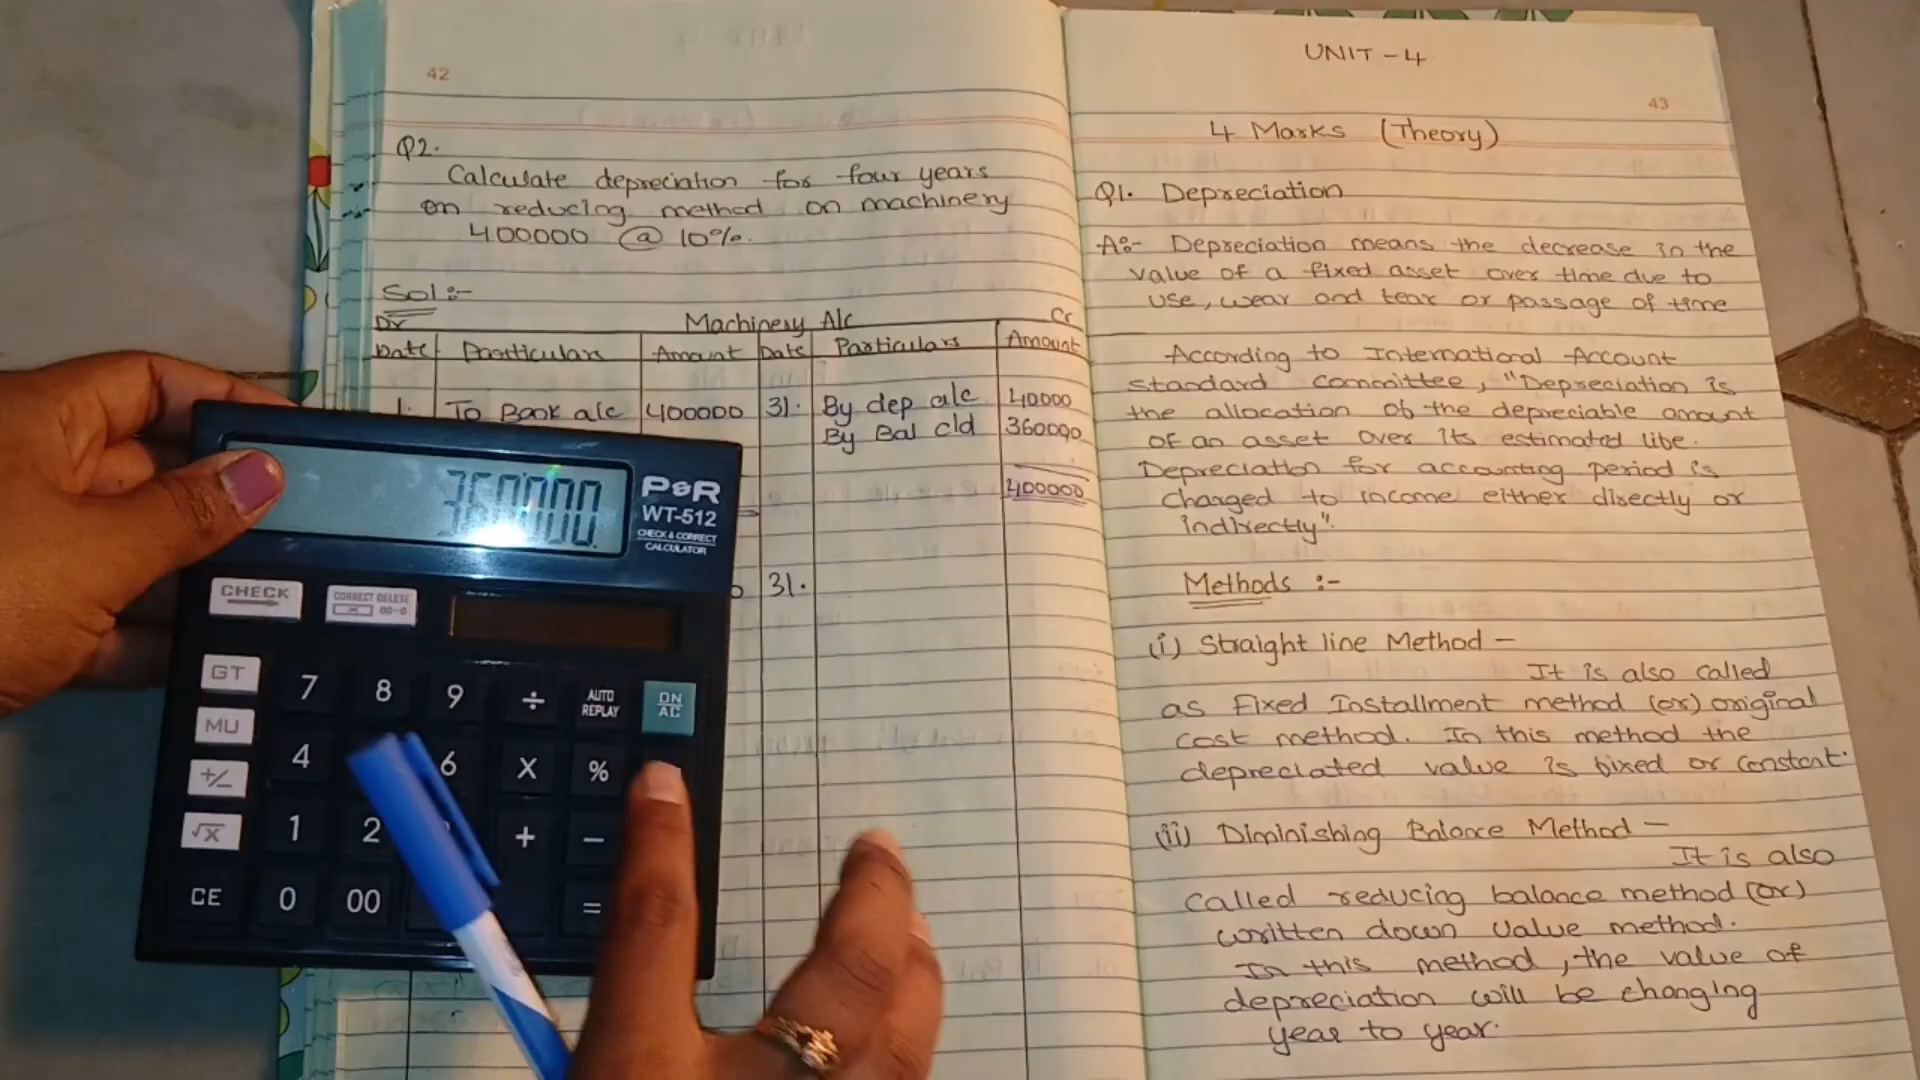 42
Q2.
Calculate depreciation for four years
on reducing method on machinery
400000 @ 10%.
Sol:-
Dr Machinery A/c Cr
Date Particulars Amount Date Particulars Amount
1. To Bank a/c 400000 31. By dep a/c 40000
By Bal c/d 360000
400000
31.
360000.
P&R
WT-512
CHECK & CORRECT
CALCULATOR
CHECK
CORRECT DELETE
00-0
GT 7 8 9 ÷ AUTO REPLAY ON AC
MU 4 6 X %
+/-
√x 1 2 + −
CE 0 00 =
UNIT - 4
43
4 Marks (Theory)
Q1. Depreciation
A:- Depreciation means the decrease in the
value of a fixed asset over time due to
use, wear and tear or passage of time
According to International Account
standard committee, "Depreciation is
the allocation of the depreciable amount
of an asset over its estimated life.
Depreciation for accounting period is
charged to income either directly or
indirectly".
Methods :-
(i) Straight line Method -
It is also called
as Fixed Installment method (or) original
cost method. In this method the
depreciated value is fixed or constant.
(ii) Diminishing Balance Method -
It is also
called reducing balance method (or)
written down value method.
In this method, the value of
depreciation will be changing
year to year.